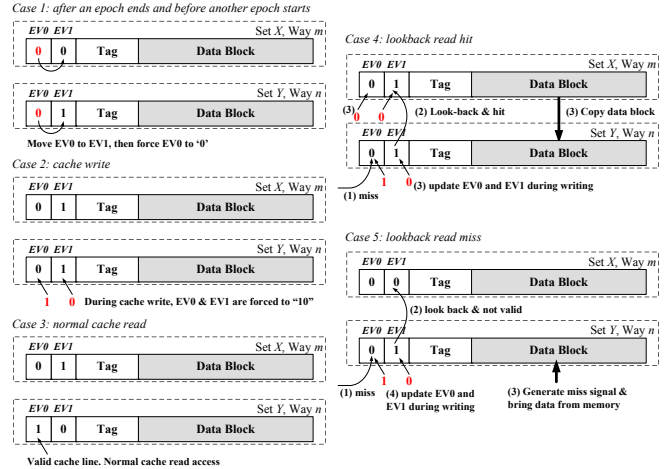 Case 1: after an epoch ends and before another epoch starts
EV0 EV1 Set X, Way m
0 0 Tag Data Block
EV0 EV1 Set Y, Way n
0 1 Tag Data Block
Move EV0 to EV1, then force EV0 to ‘0’
Case 2: cache write
EV0 EV1 Set X, Way m
0 1 Tag Data Block
EV0 EV1 Set Y, Way n
0 1 Tag Data Block
1 0 During cache write, EV0 & EV1 are forced to “10”
Case 3: normal cache read
EV0 EV1 Set X, Way m
0 1 Tag Data Block
EV0 EV1 Set Y, Way n
1 0 Tag Data Block
Valid cache line. Normal cache read access
Case 4: lookback read hit
EV0 EV1 Set X, Way m
0 1 Tag Data Block
(3) 0 0 (2) Look-back & hit (3) Copy data block
EV0 EV1 Set Y, Way n
0 1 Tag Data Block
(1) miss 1 0 (3) update EV0 and EV1 during writing
Case 5: lookback read miss
EV0 EV1 Set X, Way m
0 0 Tag Data Block
(2) look back & not valid
EV0 EV1 Set Y, Way n
0 1 Tag Data Block
(1) miss 1 0
(4) update EV0 and
EV1 during writing
(3) Generate miss signal &
bring data from memory